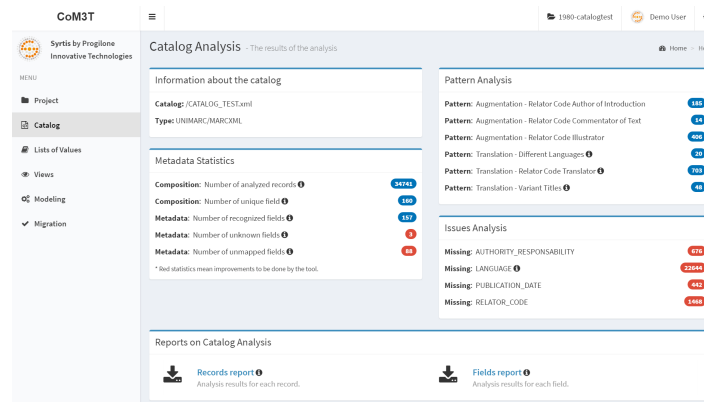 CoM3T
1980-catalogtest
Demo User
Syrtis by Progilone
Innovative Technologies
MENU
Project
Catalog
Lists of Values
Views
Modeling
Migration
Catalog Analysis - The results of the analysis
Home
Information about the catalog
Catalog: /CATALOG_TEST.xml
Type: UNIMARC/MARCXML
Metadata Statistics
Composition: Number of analyzed records 34741
Composition: Number of unique field 160
Metadata: Number of recognized fields 157
Metadata: Number of unknown fields 3
Metadata: Number of unmapped fields 88
* Red statistics mean improvements to be done by the tool.
Pattern Analysis
Pattern: Augmentation - Relator Code Author of Introduction 185
Pattern: Augmentation - Relator Code Commentator of Text 14
Pattern: Augmentation - Relator Code Illustrator 406
Pattern: Translation - Different Languages 20
Pattern: Translation - Relator Code Translator 703
Pattern: Translation - Variant Titles 48
Issues Analysis
Missing: AUTHORITY_RESPONSABILITY 676
Missing: LANGUAGE 22644
Missing: PUBLICATION_DATE 442
Missing: RELATOR_CODE 1468
Reports on Catalog Analysis
Records report
Analysis results for each record.
Fields report
Analysis results for each field.